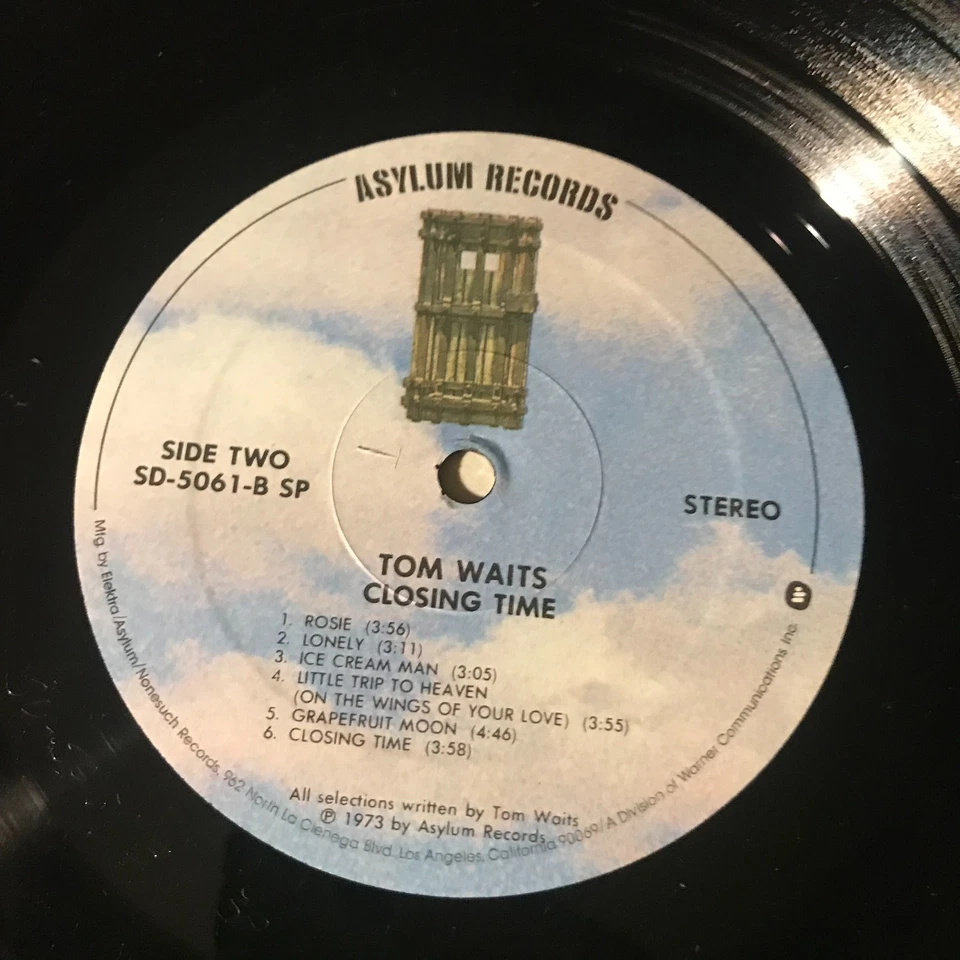 ASYLUM RECORDS
SIDE TWO
SD-5061-B SP
STEREO
TOM WAITS
CLOSING TIME
1. ROSIE (3:56)
2. LONELY (3:11)
3. ICE CREAM MAN (3:05)
4. LITTLE TRIP TO HEAVEN
(ON THE WINGS OF YOUR LOVE) (3:55)
5. GRAPEFRUIT MOON (4:46)
6. CLOSING TIME (3:58)
All selections written by Tom Waits
℗ 1973 by Asylum Records
Mfg. by Elektra/Asylum/Nonesuch Records, 962 North La Cienega Blvd., Los Angeles, California 90069/A Division of Warner Communications Inc.